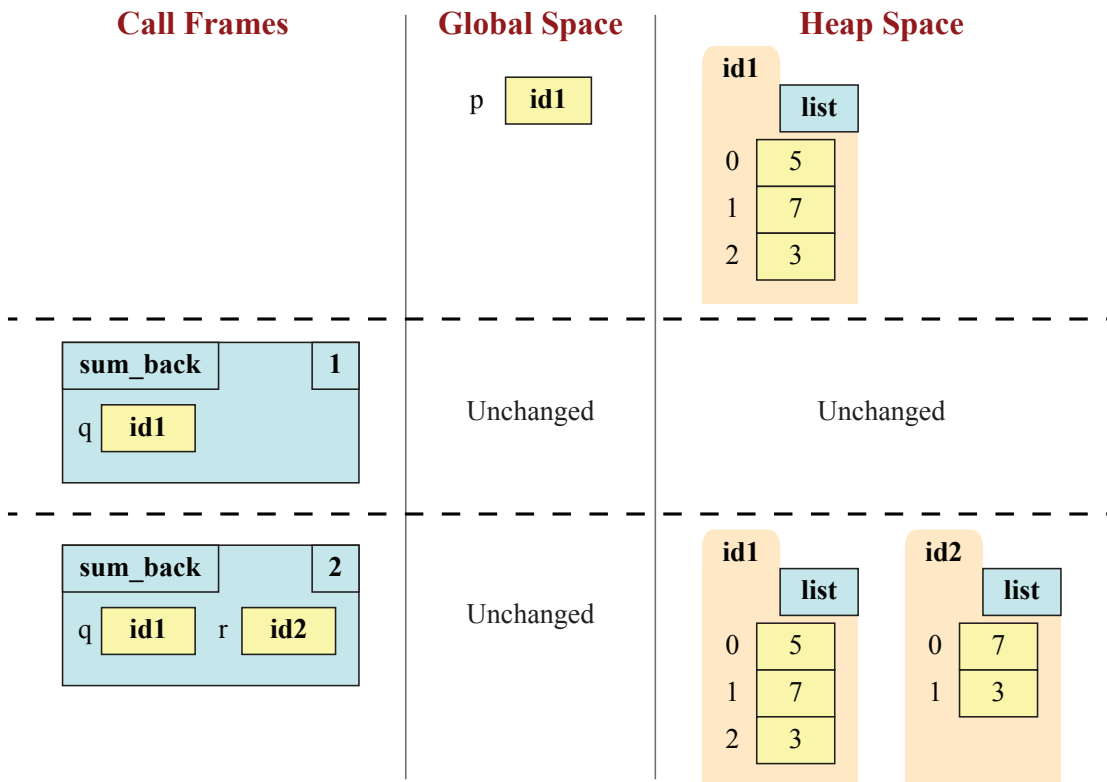 Call Frames Global Space Heap Space
id1
p id1
list
0 5
1 7
2 3
sum_back 1
q id1
Unchanged Unchanged
sum_back 2
q id1 r id2
Unchanged
id1 id2
list list
0 5 0 7
1 7 1 3
2 3